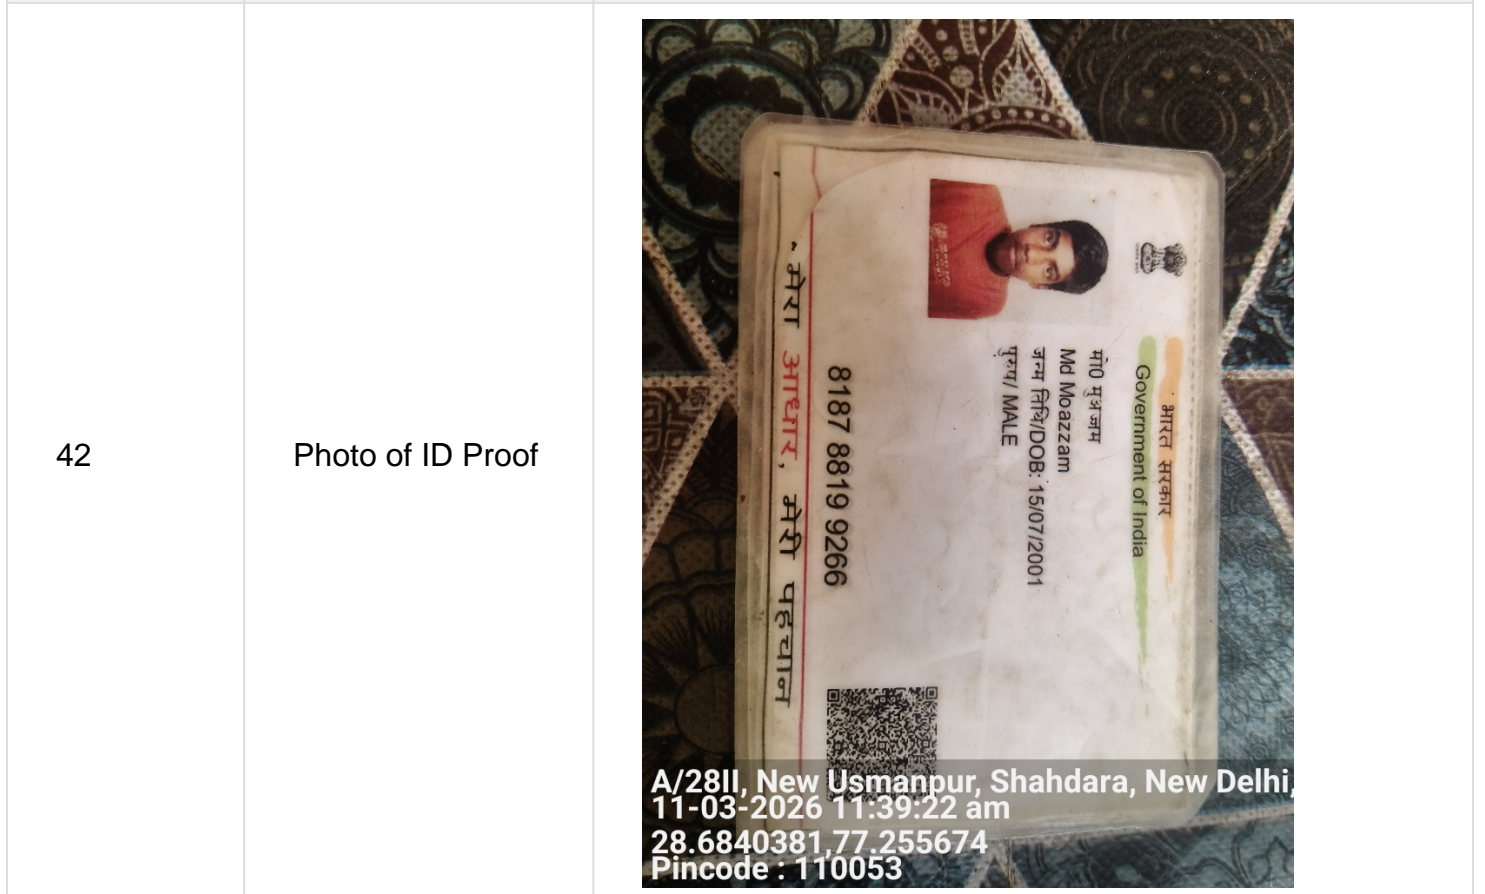 42
Photo of ID Proof
भारत सरकार
Government of India
मो0 मुअज्जम
Md Moazzam
जन्म तिथि/DOB: 15/07/2001
पुरुष/ MALE
8187 8819 9266
मेरा आधार, मेरी पहचान
A/28II, New Usmanpur, Shahdara, New Delhi,
11-03-2026 11:39:22 am
28.6840381,77.255674
Pincode : 110053